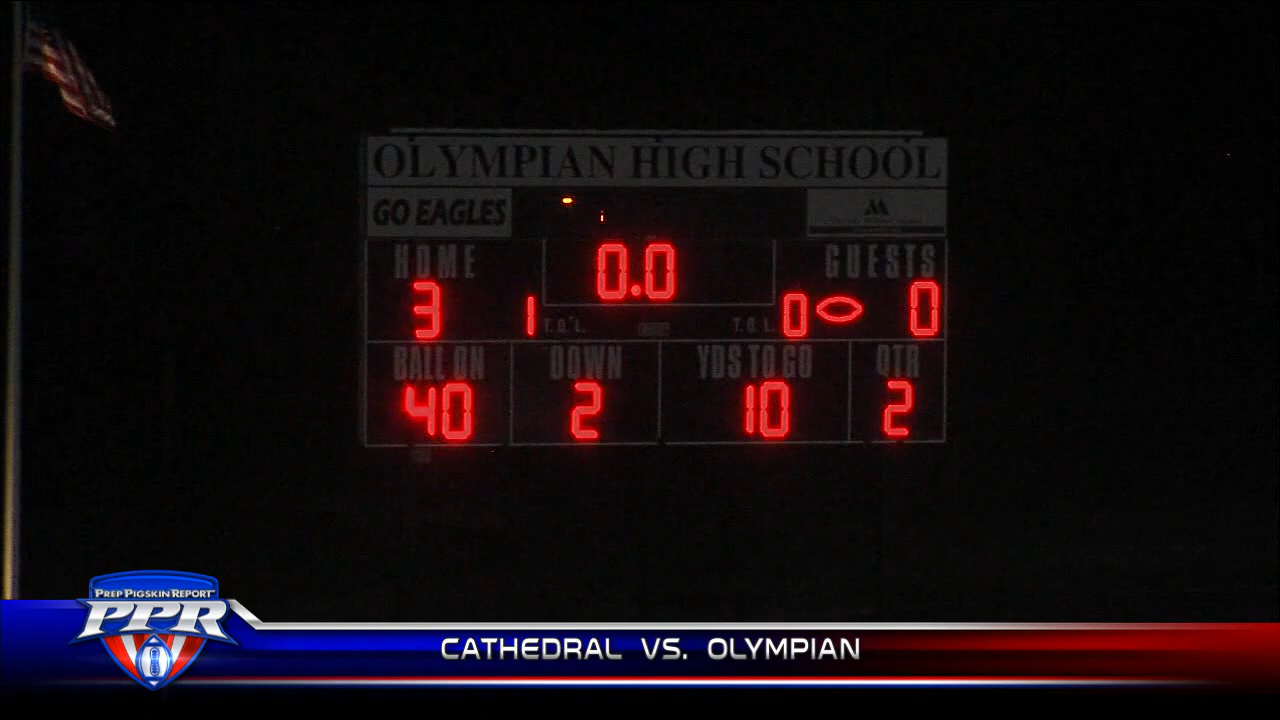 OLYMPIAN HIGH SCHOOL
GO EAGLES
HOME 0.0 GUESTS
3 1 T.O.L. T.O.L. 0 0
BALL ON DOWN YDS TO GO QTR
40 2 10 2
PREP PIGSKIN REPORT
PPR
CATHEDRAL VS. OLYMPIAN